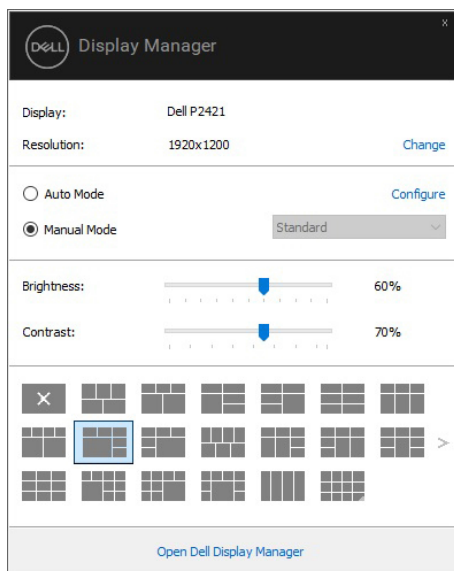 x
DELL Display Manager
Display: Dell P2421
Resolution: 1920x1200 Change
Auto Mode Configure
Manual Mode Standard
Brightness: 60%
Contrast: 70%
Open Dell Display Manager